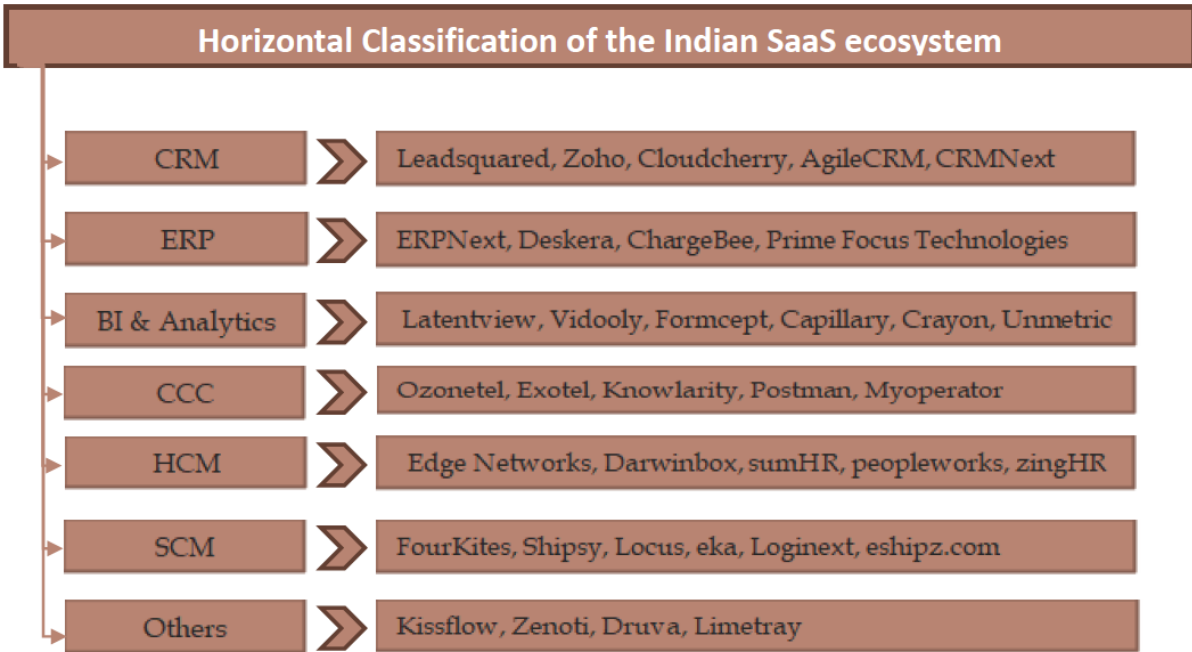 Horizontal Classification of the Indian SaaS ecosystem
CRM
Leadsquared, Zoho, Cloudcherry, AgileCRM, CRMNext
ERP
ERPNext, Deskera, ChargeBee, Prime Focus Technologies
BI & Analytics
Latentview, Vidooly, Formcept, Capillary, Crayon, Unmetric
CCC
Ozonetel, Exotel, Knowlarity, Postman, Myoperator
HCM
Edge Networks, Darwinbox, sumHR, peopleworks, zingHR
SCM
FourKites, Shipsy, Locus, eka, Loginext, eshipz.com
Others
Kissflow, Zenoti, Druva, Limetray